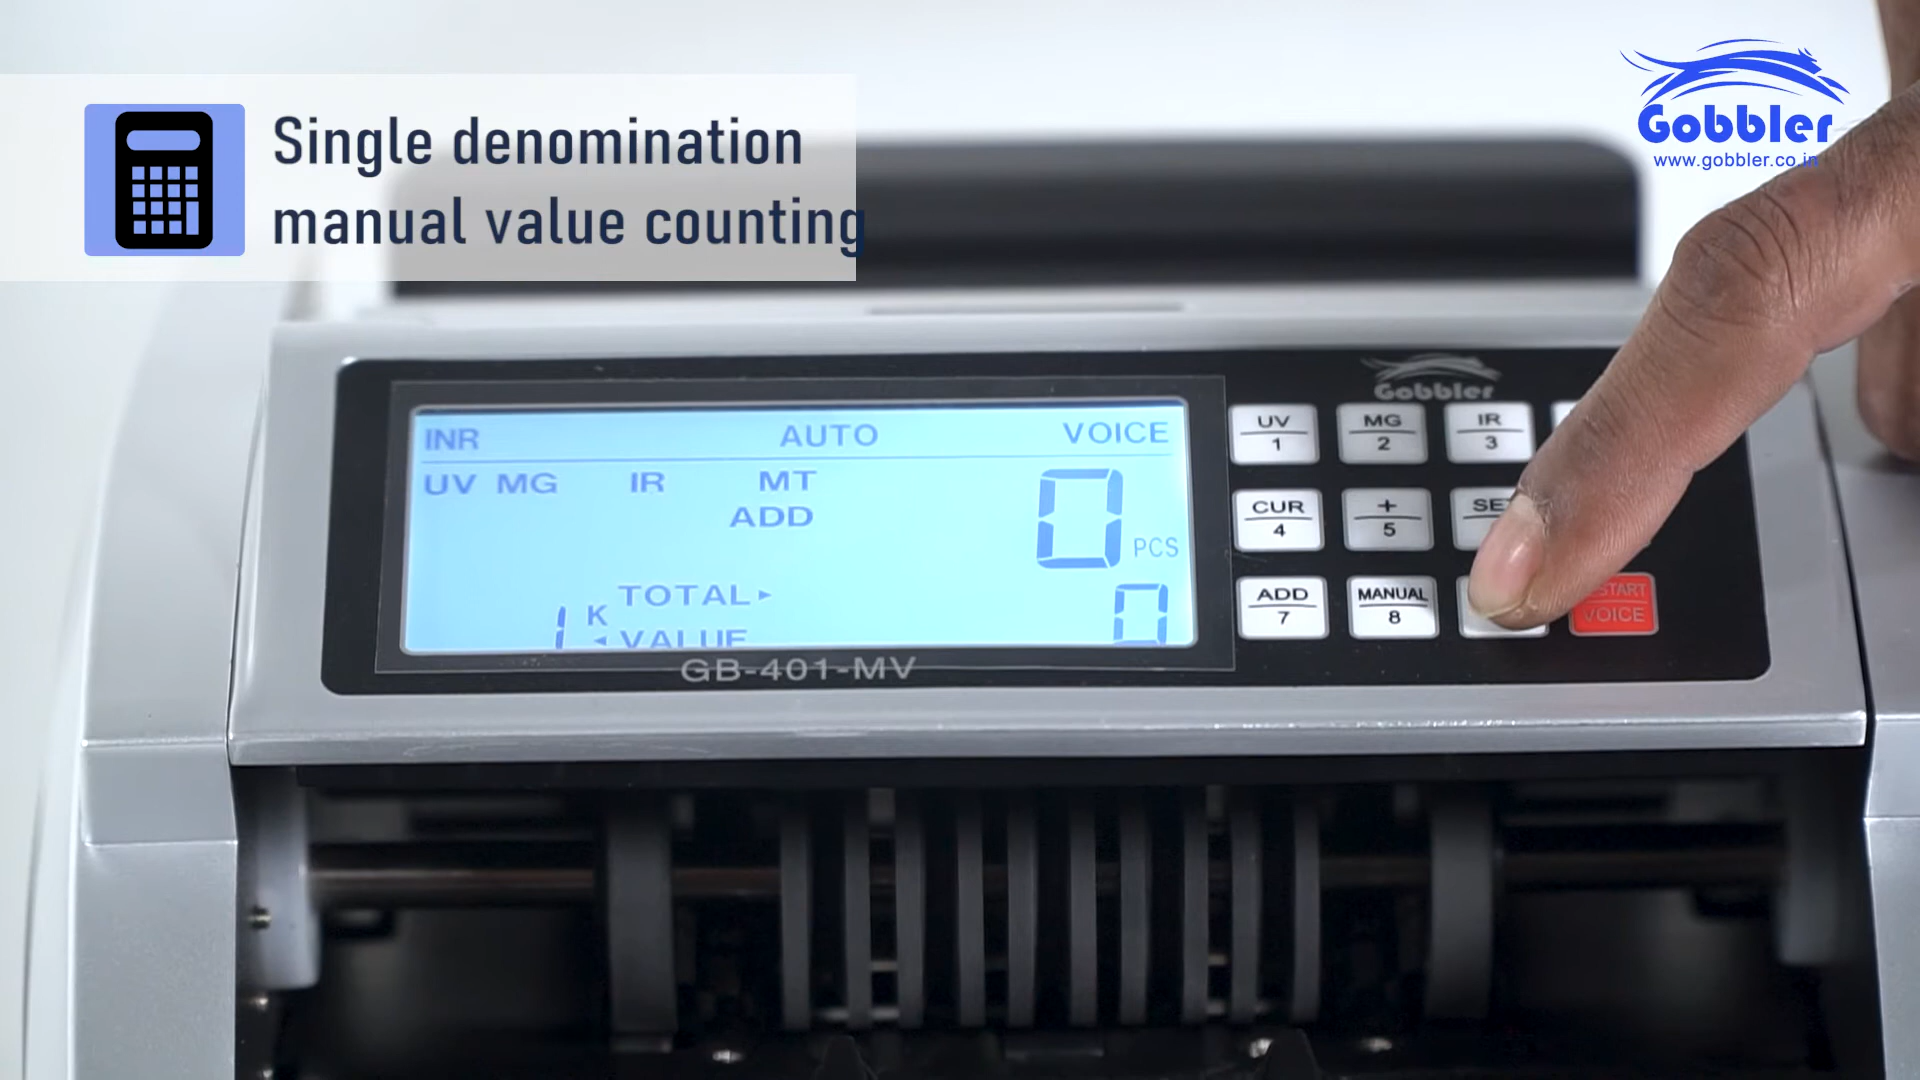 Single denomination
manual value counting
Gobbler
www.gobbler.co.in
Gobbler
INR AUTO VOICE
UV MG IR MT
ADD
0 PCS
TOTAL▸
1 K
◂VALUE 0
GB-401-MV
UV 1
MG 2
IR 3
CUR 4
+ 5
ADD 7
MANUAL 8
VOICE